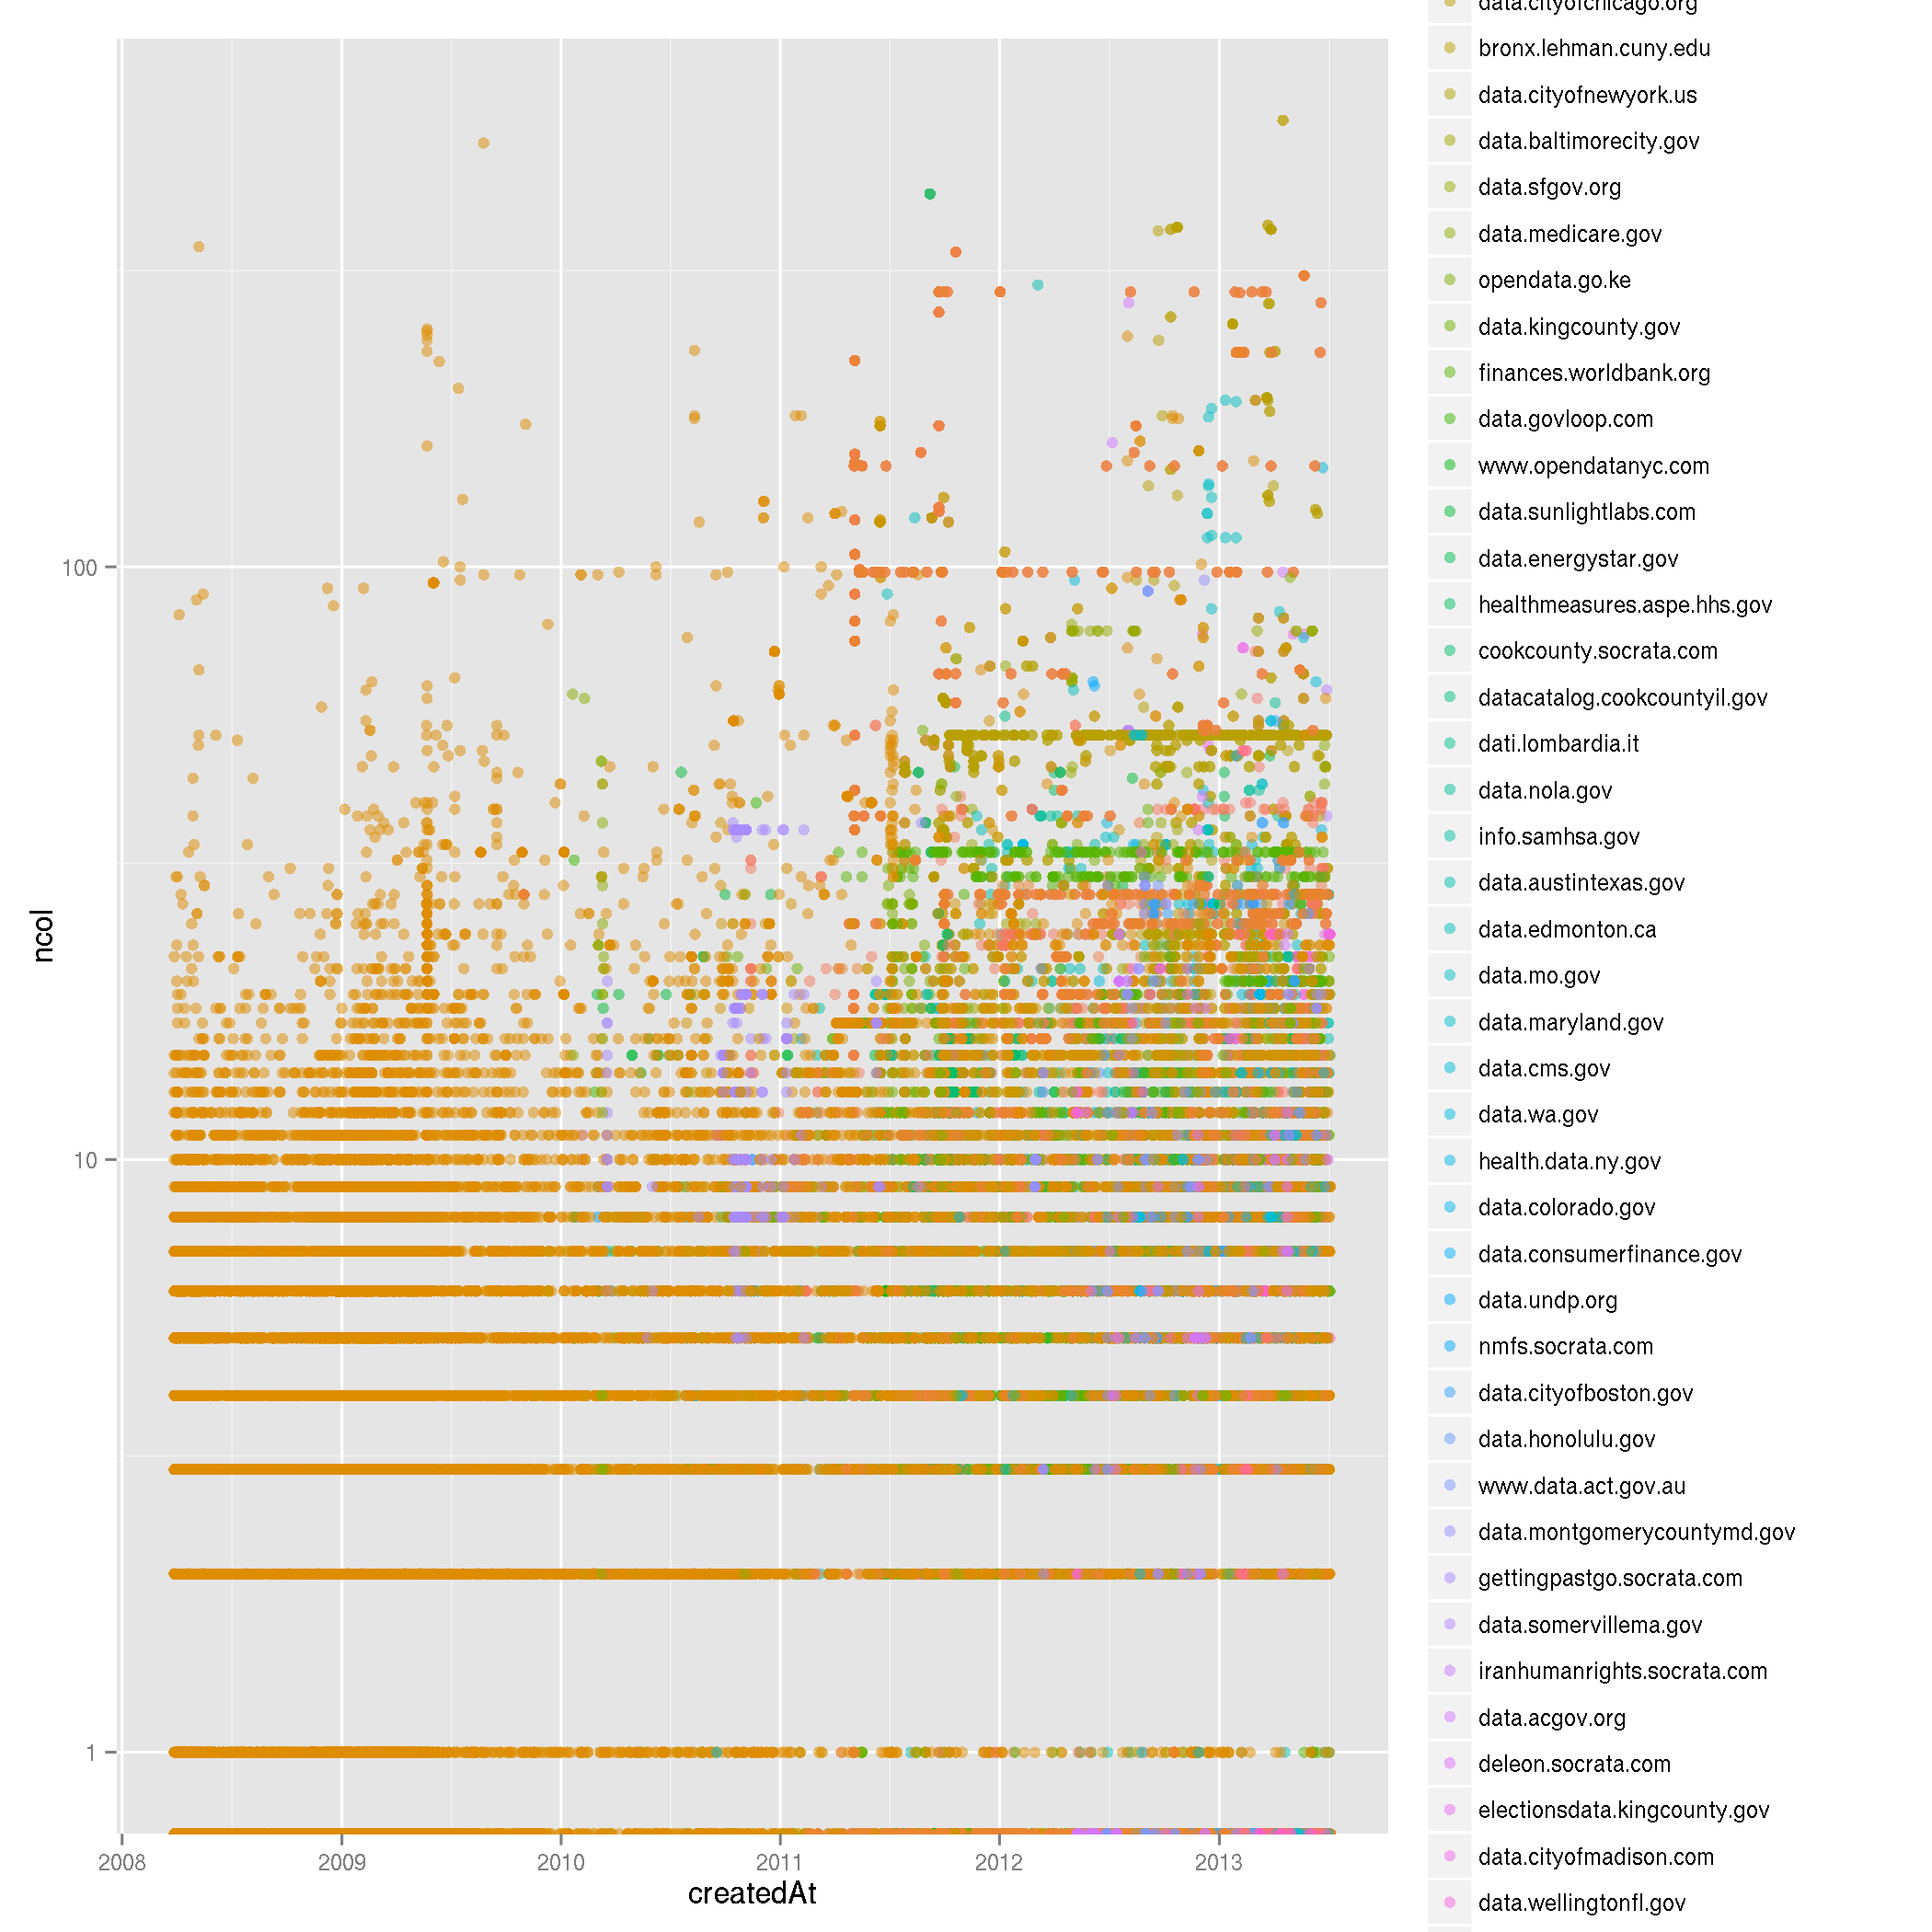 data.cityofchicago.org
bronx.lehman.cuny.edu
data.cityofnewyork.us
data.baltimorecity.gov
data.sfgov.org
data.medicare.gov
opendata.go.ke
data.kingcounty.gov
finances.worldbank.org
data.govloop.com
www.opendatanyc.com
data.sunlightlabs.com
data.energystar.gov
healthmeasures.aspe.hhs.gov
cookcounty.socrata.com
datacatalog.cookcountyil.gov
dati.lombardia.it
data.nola.gov
info.samhsa.gov
data.austintexas.gov
data.edmonton.ca
data.mo.gov
data.maryland.gov
data.cms.gov
data.wa.gov
health.data.ny.gov
data.colorado.gov
data.consumerfinance.gov
data.undp.org
nmfs.socrata.com
data.cityofboston.gov
data.honolulu.gov
www.data.act.gov.au
data.montgomerycountymd.gov
gettingpastgo.socrata.com
data.somervillema.gov
iranhumanrights.socrata.com
data.acgov.org
deleon.socrata.com
electionsdata.kingcounty.gov
data.cityofmadison.com
data.wellingtonfl.gov
ncol
100
10
1
2008
2009
2010
2011
2012
2013
createdAt